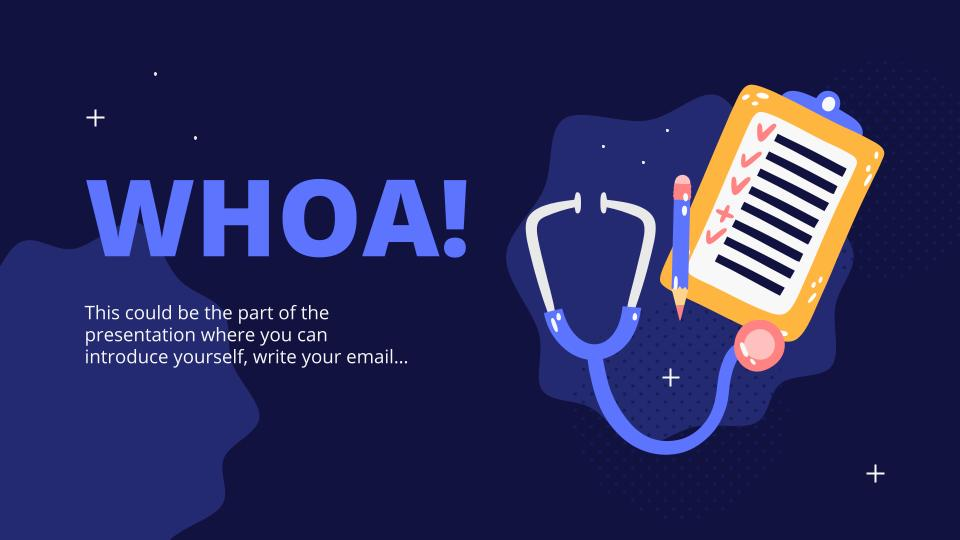 WHOA!
This could be the part of the
presentation where you can
introduce yourself, write your email...